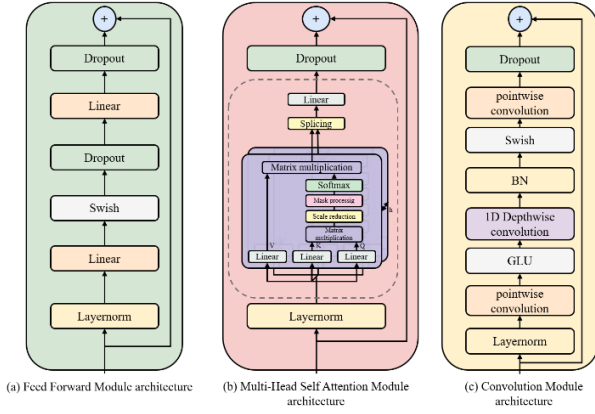 +
Dropout
Linear
Dropout
Swish
Linear
Layernorm
(a) Feed Forward Module architecture
+
Dropout
Linear
Splicing
Matrix multiplication
Softmax
Mask processig
Scale reduction
Matrix
multiplication
h
V
K
Q
Linear
Linear
Linear
Layernorm
(b) Multi-Head Self Attention Module
architecture
+
Dropout
pointwise
convolution
Swish
BN
1D Depthwise
convolution
GLU
pointwise
convolution
Layernorm
(c) Convolution Module
architecture